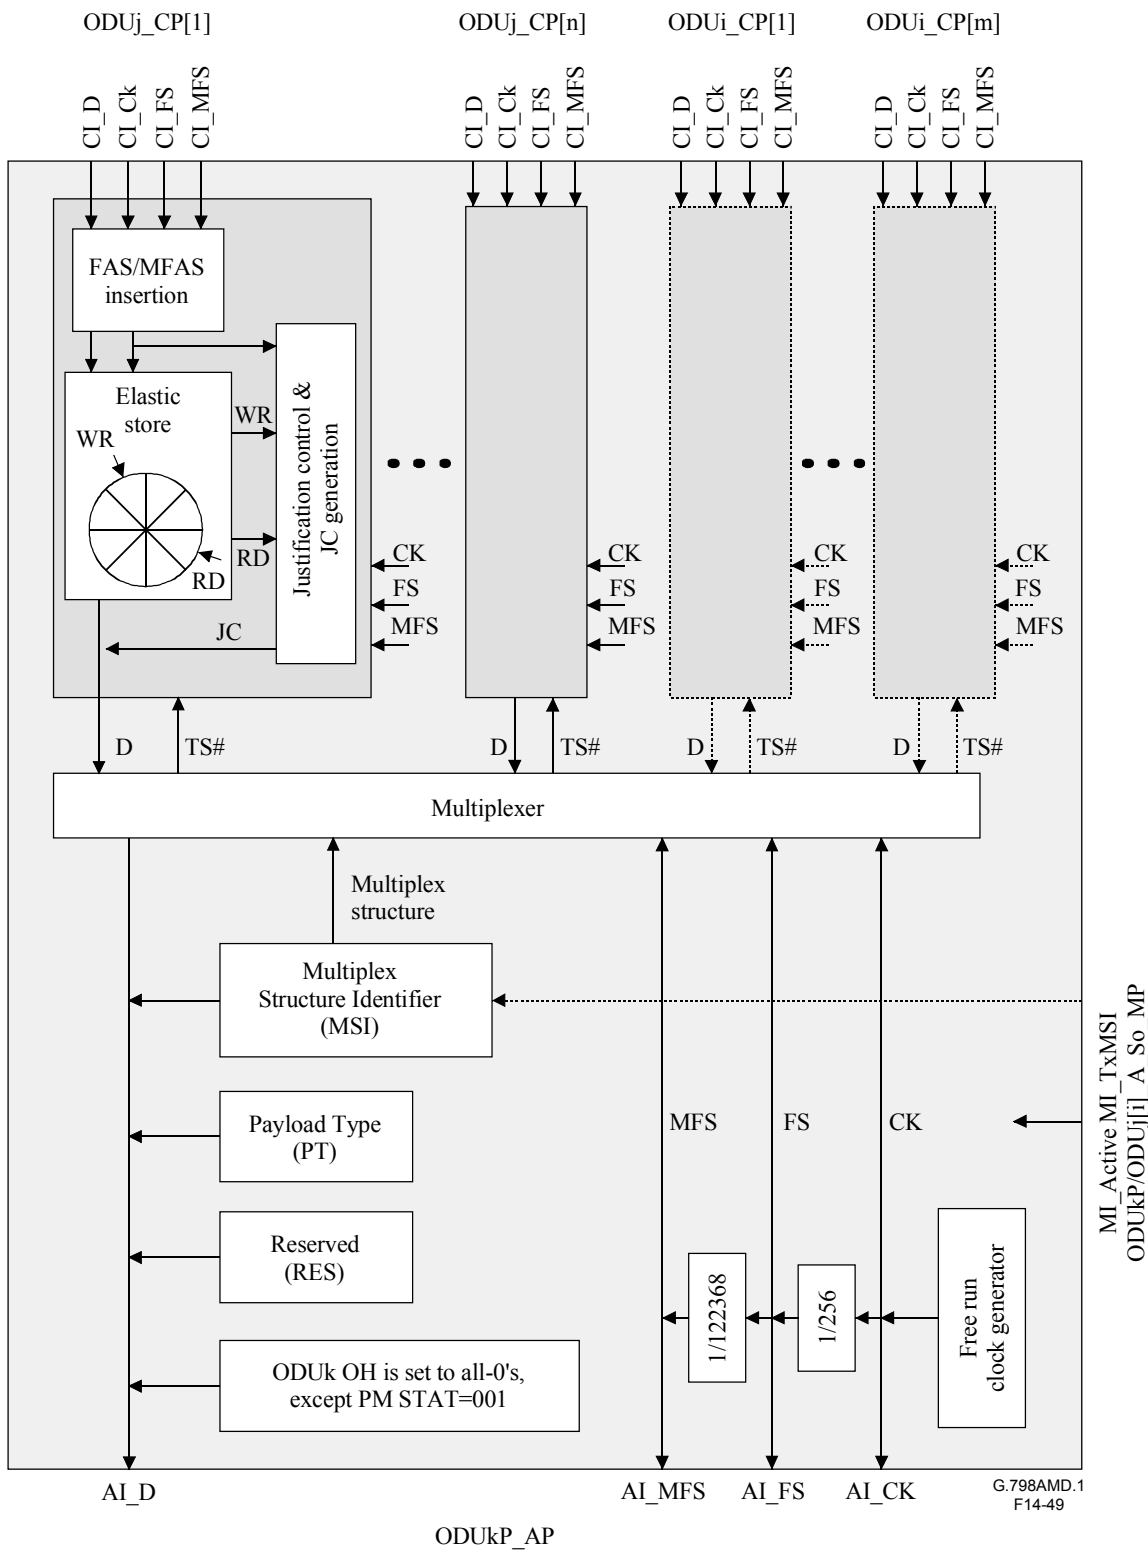 ODUj_CP[1]
ODUj_CP[n]
ODUi_CP[1]
ODUi_CP[m]
CI_D
CI_Ck
CI_FS
CI_MFS
CI_D
CI_Ck
CI_FS
CI_MFS
CI_D
CI_Ck
CI_FS
CI_MFS
CI_D
CI_Ck
CI_FS
CI_MFS
FAS/MFAS
insertion
Elastic
store
WR
WR
RD
RD
Justification control &
JC generation
JC
CK
FS
MFS
CK
FS
MFS
CK
FS
MFS
CK
FS
MFS
D
TS#
D
TS#
D
TS#
D
TS#
Multiplexer
Multiplex
structure
Multiplex
Structure Identifier
(MSI)
MI_Active MI_TxMSI
ODUkP/ODUj[i]_A_So_MP
Payload Type
(PT)
MFS
FS
CK
Reserved
(RES)
1/122368
1/256
Free run
clock generator
ODUk OH is set to all-0's,
except PM STAT=001
AI_D
AI_MFS
AI_FS
AI_CK
G.798AMD.1
F14-49
ODUkP_AP